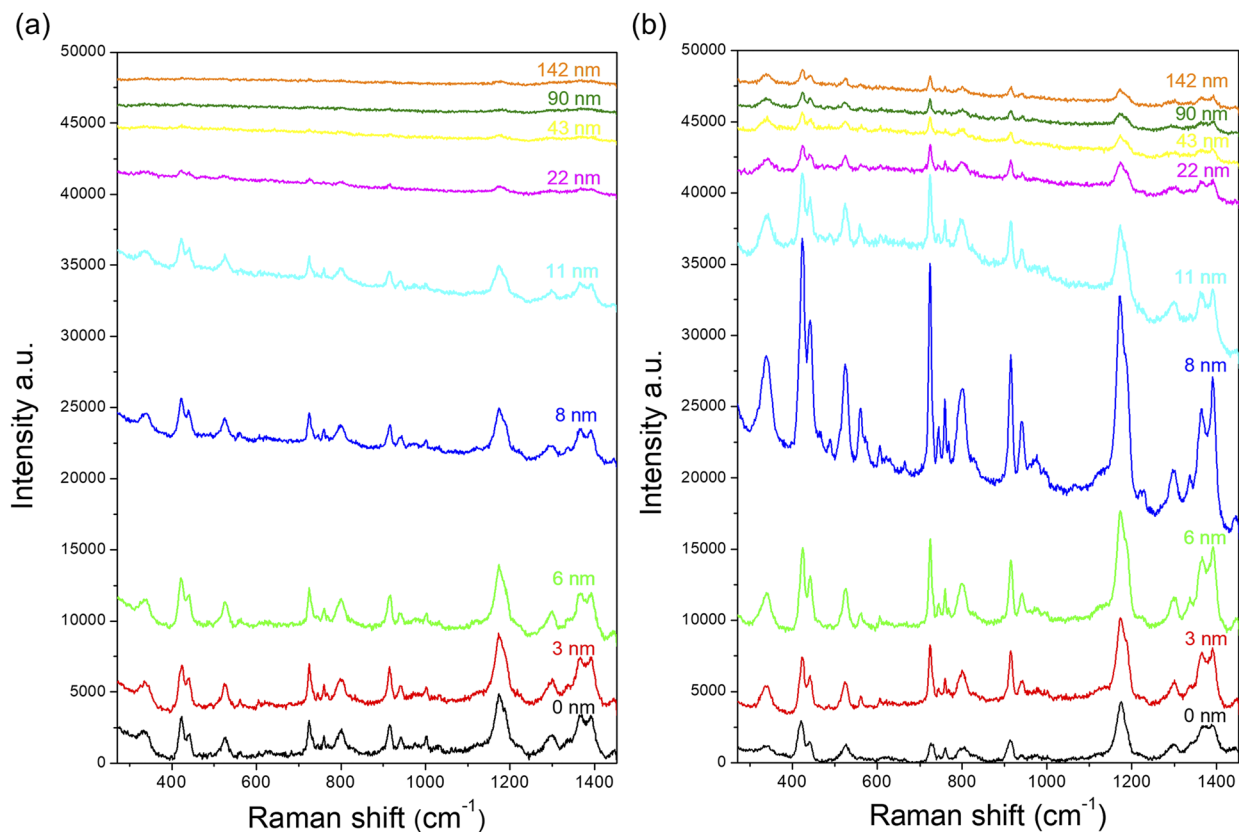 (a)
50000
45000
40000
35000
30000
25000
20000
15000
10000
5000
0
142 nm
90 nm
43 nm
22 nm
11 nm
8 nm
6 nm
3 nm
0 nm
400
600
800
1000
1200
1400
Intensity a.u.
Raman shift (cm⁻¹)
(b)
50000
45000
40000
35000
30000
25000
20000
15000
10000
5000
0
142 nm
90 nm
43 nm
22 nm
11 nm
8 nm
6 nm
3 nm
0 nm
400
600
800
1000
1200
1400
Intensity a.u.
Raman shift (cm⁻¹)